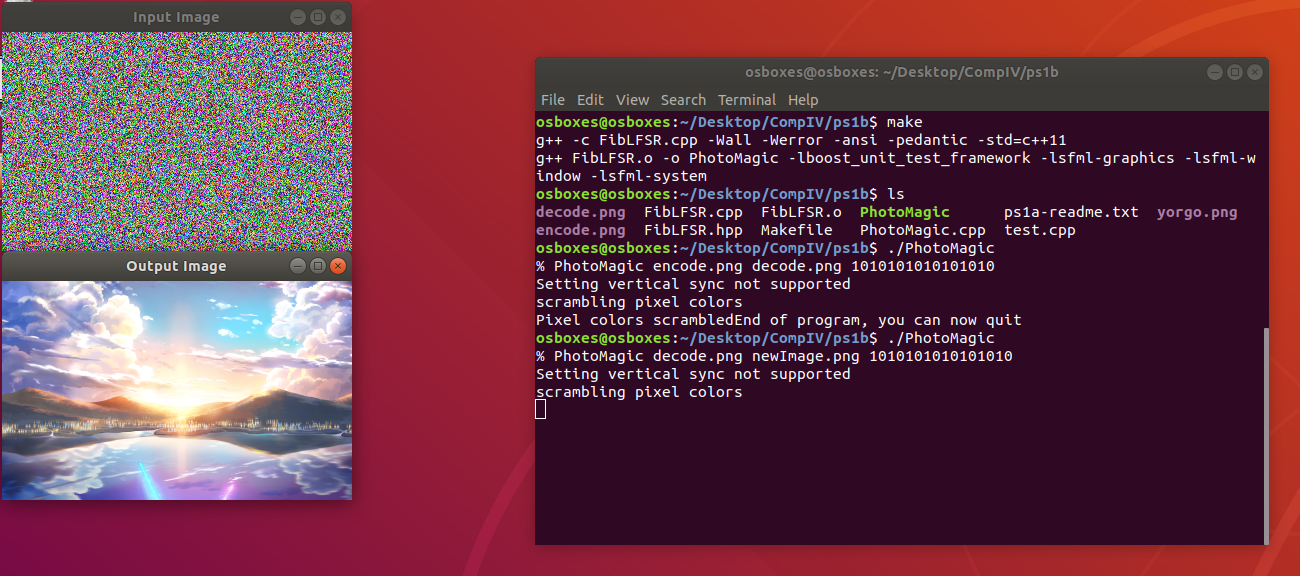 Input Image
Output Image
osboxes@osboxes: ~/Desktop/CompIV/ps1b
File Edit View Search Terminal Help
osboxes@osboxes:~/Desktop/CompIV/ps1b$ make
g++ -c FibLFSR.cpp -Wall -Werror -ansi -pedantic -std=c++11
g++ FibLFSR.o -o PhotoMagic -lboost_unit_test_framework -lsfml-graphics -lsfml-w
indow -lsfml-system
osboxes@osboxes:~/Desktop/CompIV/ps1b$ ls
decode.png FibLFSR.cpp FibLFSR.o PhotoMagic ps1a-readme.txt yorgo.png
encode.png FibLFSR.hpp Makefile PhotoMagic.cpp test.cpp
osboxes@osboxes:~/Desktop/CompIV/ps1b$ ./PhotoMagic
% PhotoMagic encode.png decode.png 1010101010101010
Setting vertical sync not supported
scrambling pixel colors
Pixel colors scrambledEnd of program, you can now quit
osboxes@osboxes:~/Desktop/CompIV/ps1b$ ./PhotoMagic
% PhotoMagic decode.png newImage.png 1010101010101010
Setting vertical sync not supported
scrambling pixel colors